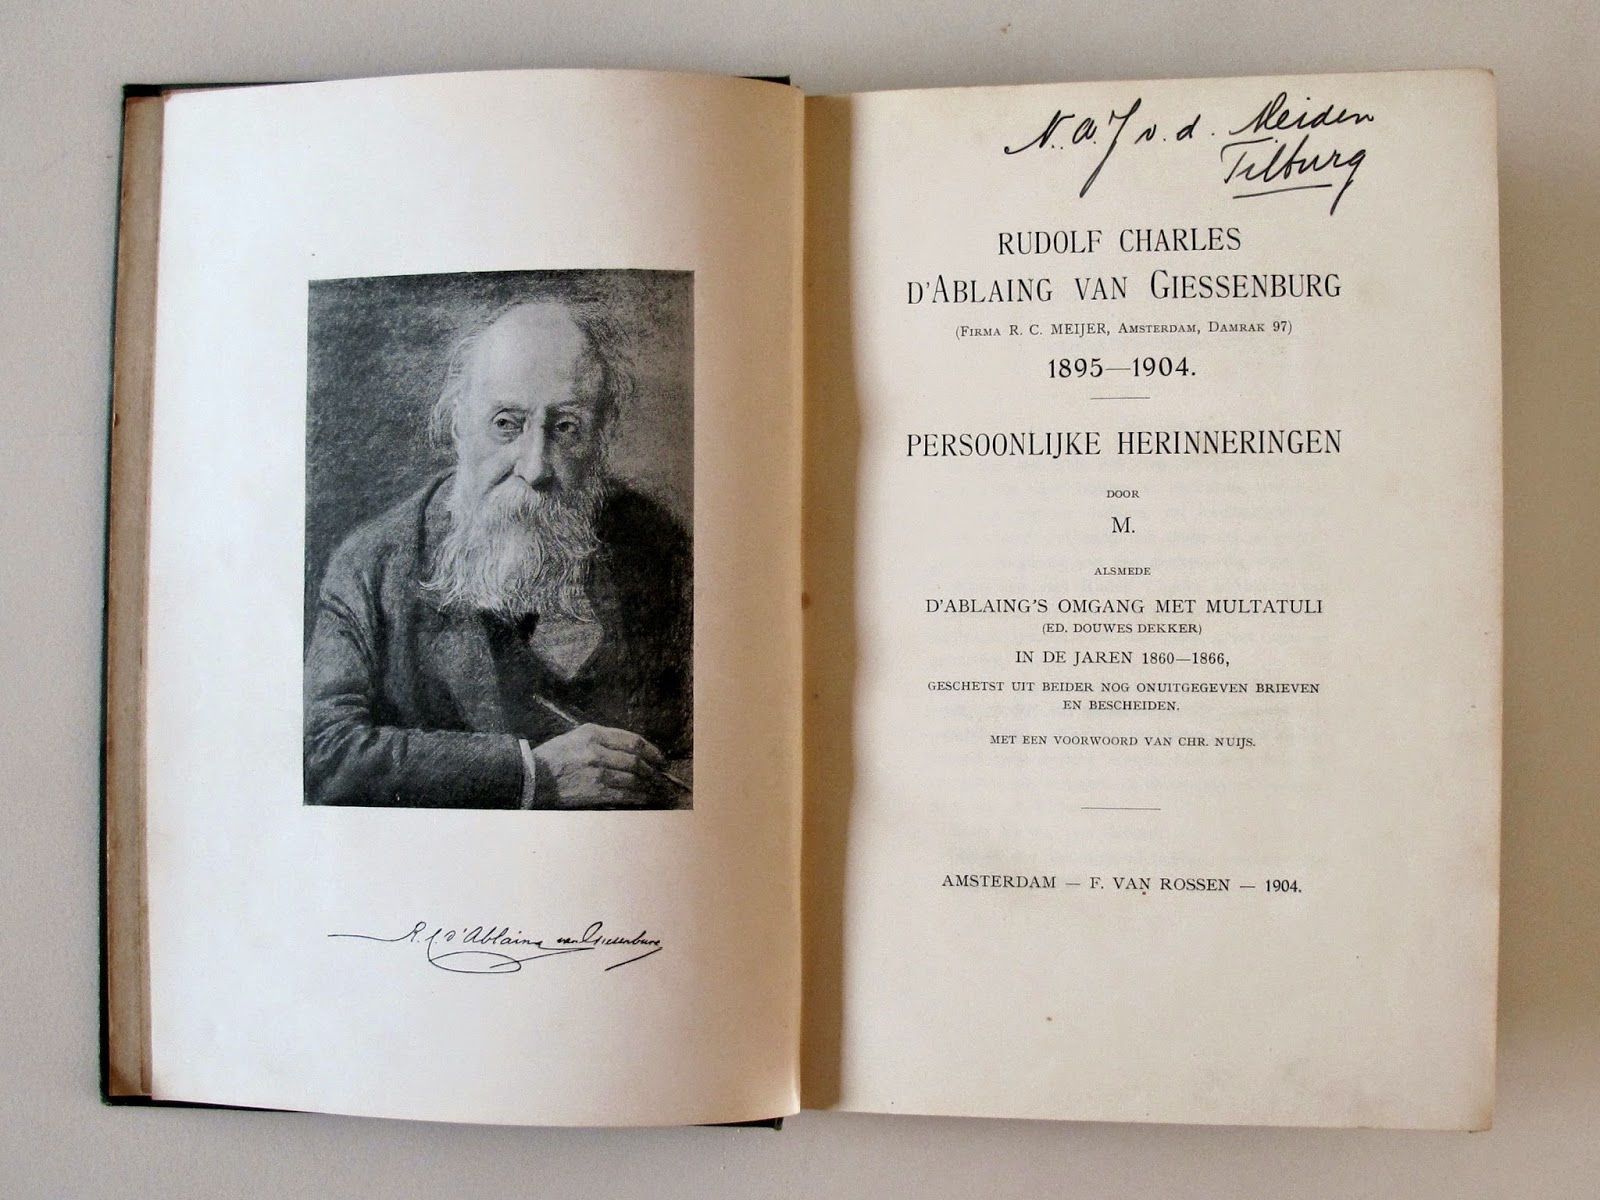 R. C. d'Ablaing van Giessenburg
N. A. J v. d. Meiden
Tilburg
RUDOLF CHARLES
D'ABLAING VAN GIESSENBURG
(FIRMA R. C. MEIJER, AMSTERDAM, DAMRAK 97)
1895—1904.
PERSOONLIJKE HERINNERINGEN
DOOR
M.
ALSMEDE
D'ABLAING'S OMGANG MET MULTATULI
(ED. DOUWES DEKKER)
IN DE JAREN 1860—1866,
GESCHETST UIT BEIDER NOG ONUITGEGEVEN BRIEVEN
EN BESCHEIDEN.
MET EEN VOORWOORD VAN CHR. NUIJS.
AMSTERDAM — F. VAN ROSSEN — 1904.